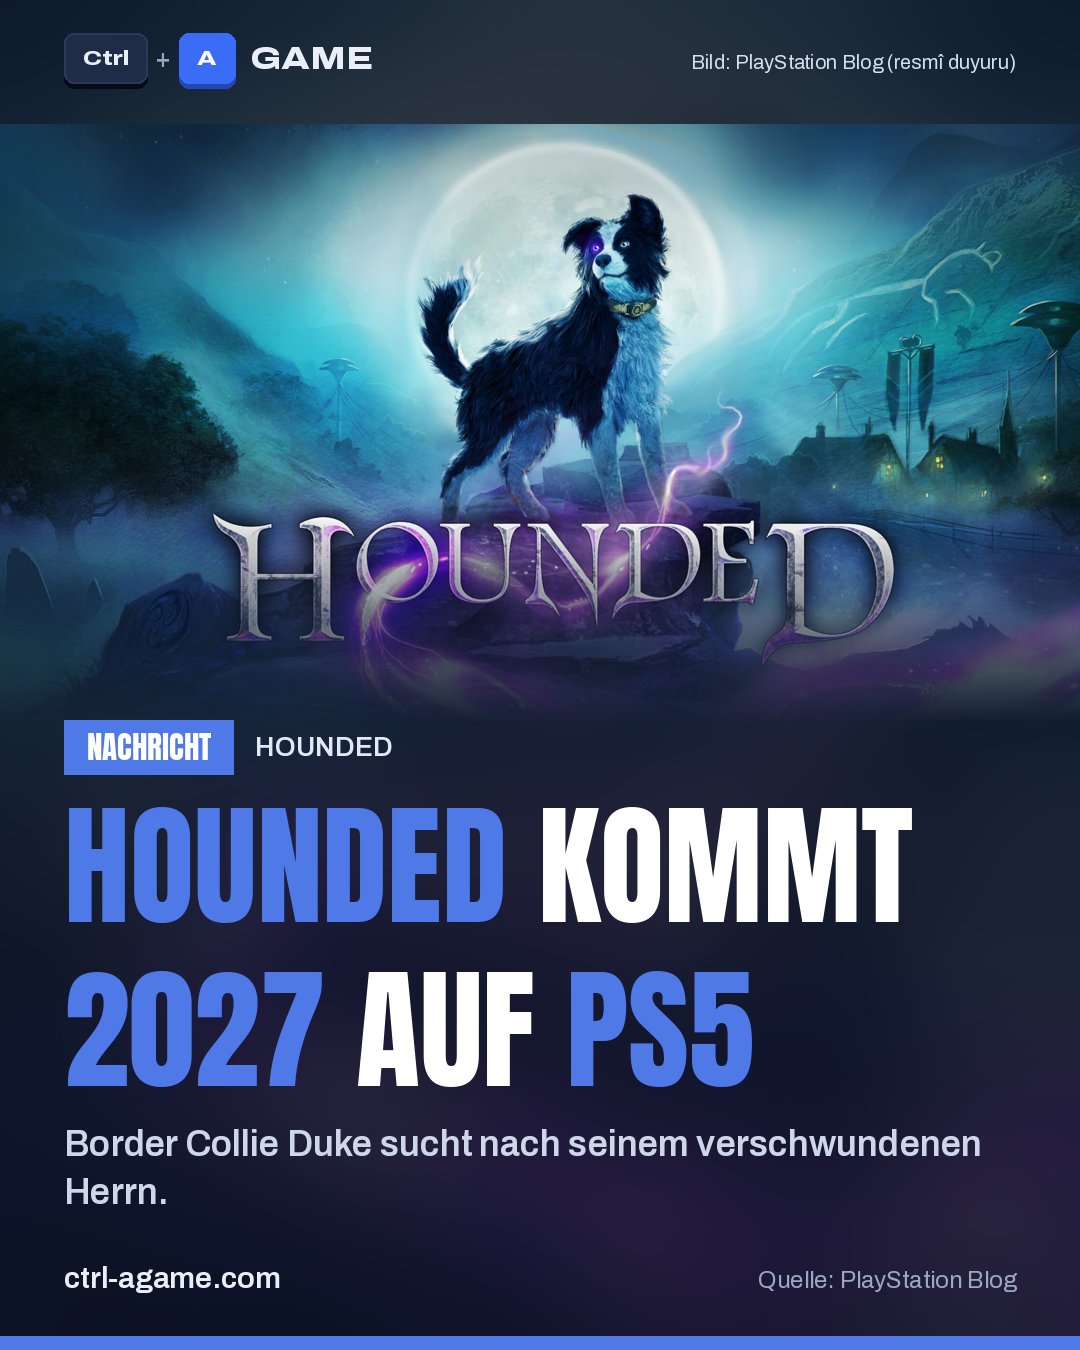 Ctrl + A GAME
Bild: PlayStation Blog (resmî duyuru)
HOUNDED
NACHRICHT HOUNDED
HOUNDED KOMMT
2027 AUF PS5
Border Collie Duke sucht nach seinem verschwundenen
Herrn.
ctrl-agame.com
Quelle: PlayStation Blog